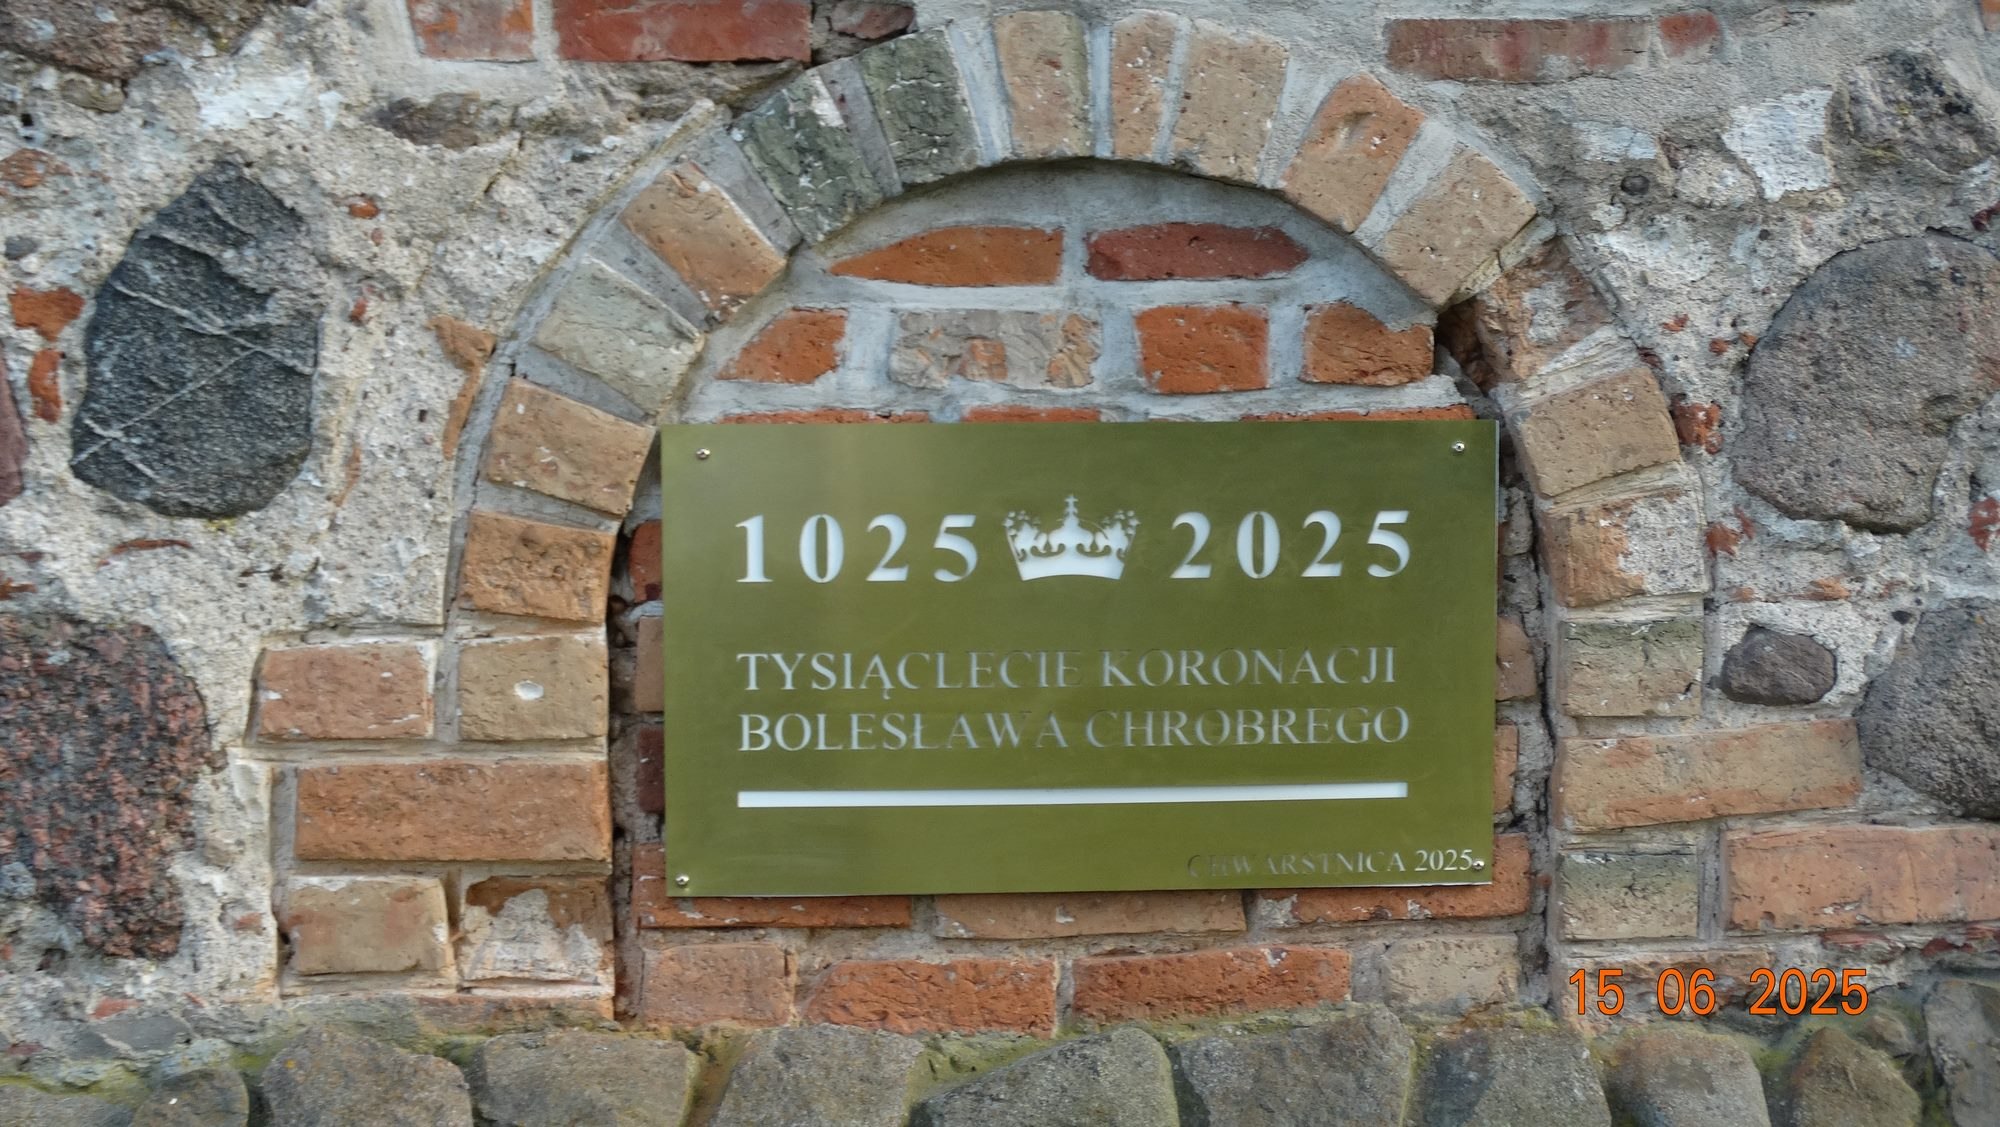 1025 2025
TYSIĄCLECIE KORONACJI
BOLESŁAWA CHROBREGO
CHWARSTNICA 2025
15 06 2025